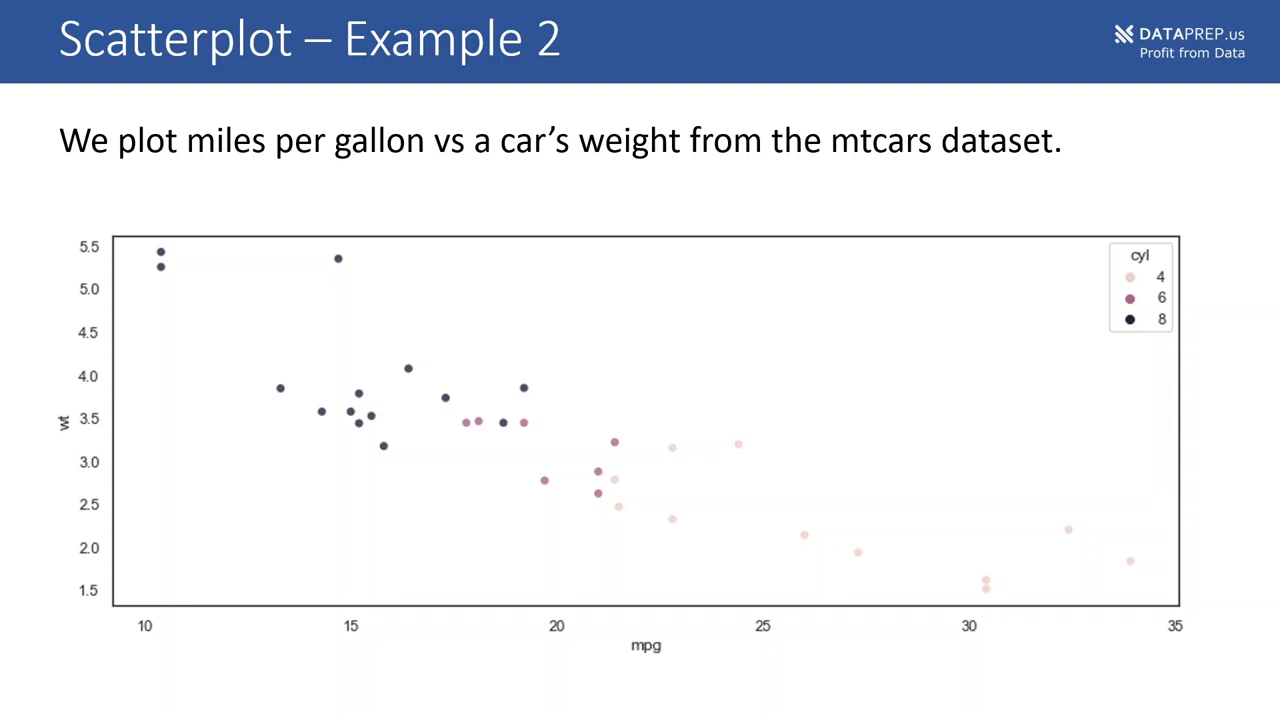 Scatterplot – Example 2
DATAPREP.us
Profit from Data
We plot miles per gallon vs a car’s weight from the mtcars dataset.
5.5
5.0
4.5
4.0
3.5
3.0
2.5
2.0
1.5
wt
cyl
4
6
8
10 15 20 25 30 35
mpg